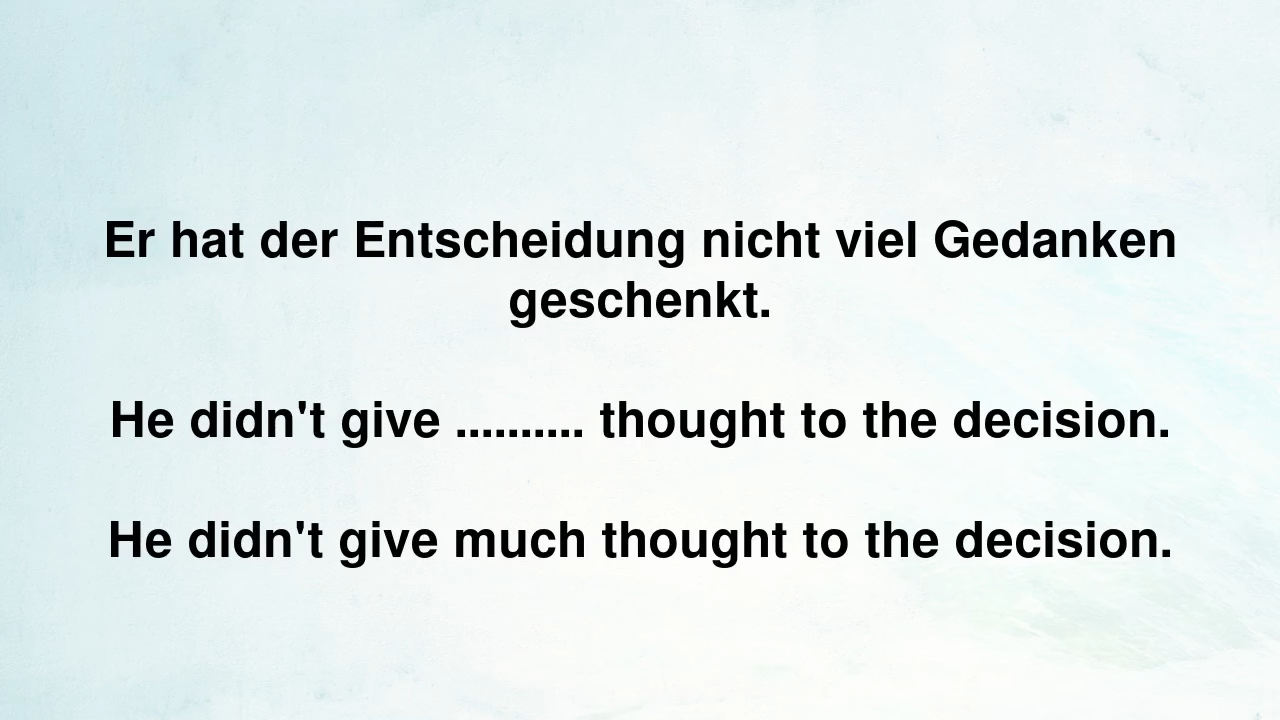 Er hat der Entscheidung nicht viel Gedanken
geschenkt.
He didn't give .......... thought to the decision.
He didn't give much thought to the decision.